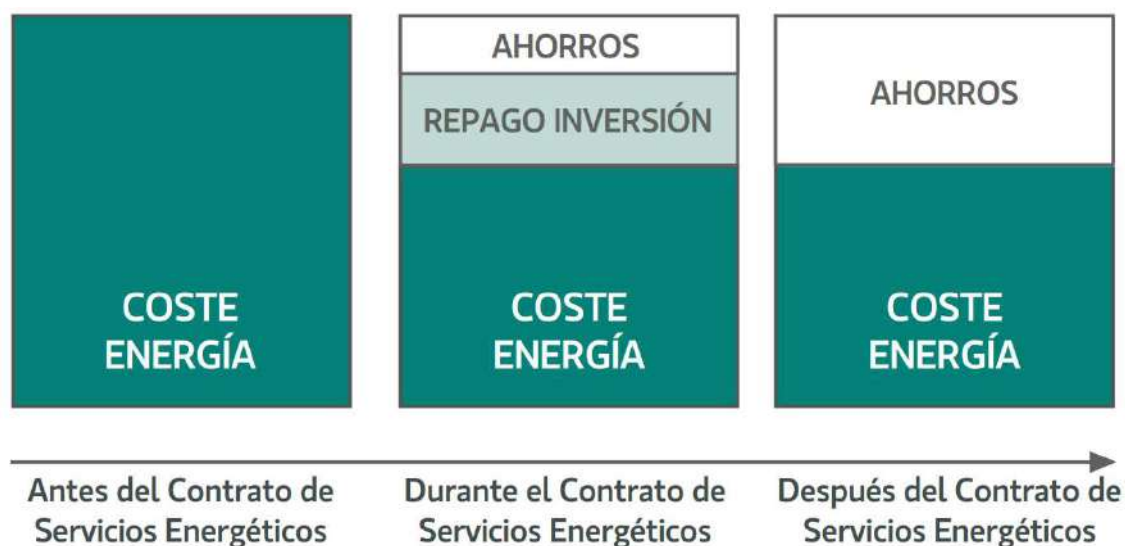 COSTE
ENERGÍA
AHORROS
REPAGO INVERSIÓN
COSTE
ENERGÍA
AHORROS
COSTE
ENERGÍA
Antes del Contrato de
Servicios Energéticos
Durante el Contrato de
Servicios Energéticos
Después del Contrato de
Servicios Energéticos